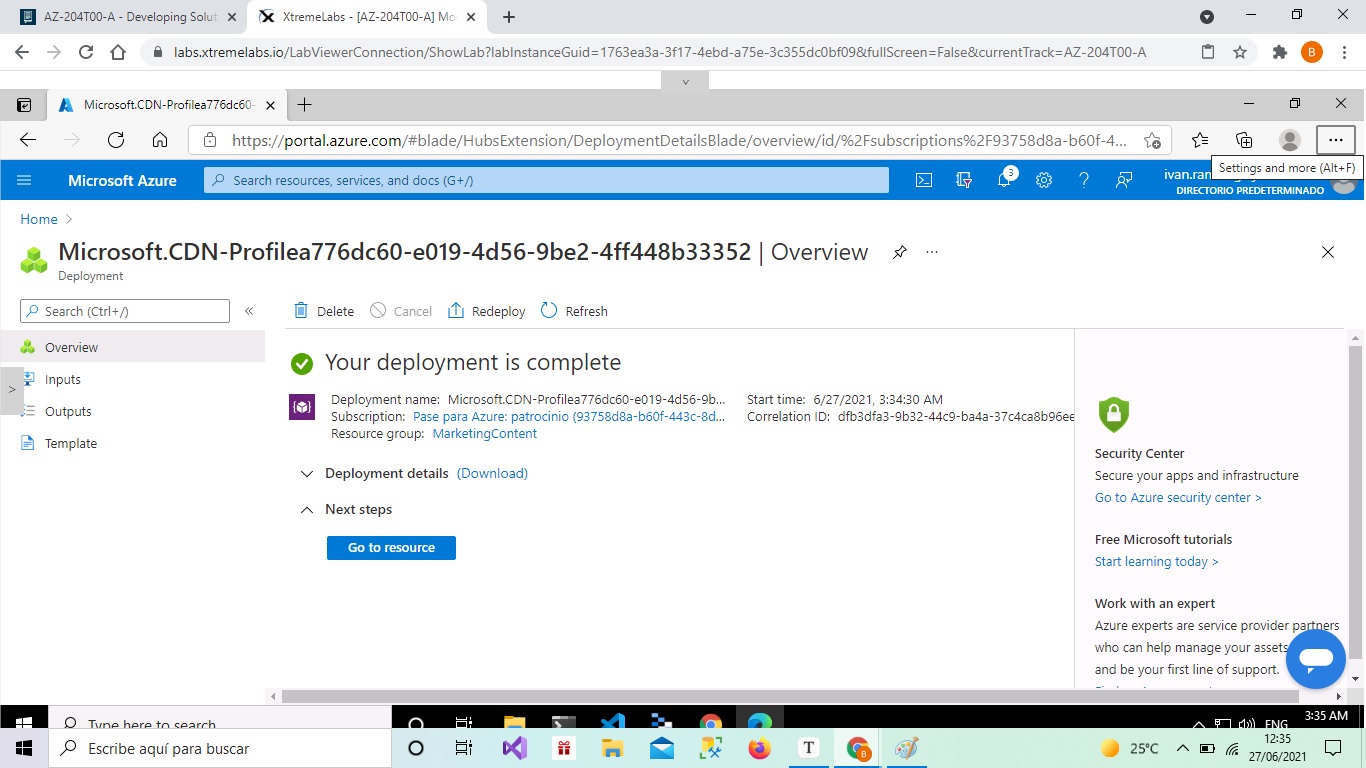 AZ-204T00-A - Developing Solut
XtremeLabs - [AZ-204T00-A] Mo
labs.xtremelabs.io/LabViewerConnection/ShowLab?labInstanceGuid=1763ea3a-3f17-4ebd-a75e-3c355dc0bf09&fullScreen=False&currentTrack=AZ-204T00-A
B
Microsoft.CDN-Profilea776dc60-
https://portal.azure.com/#blade/HubsExtension/DeploymentDetailsBlade/overview/id/%2Fsubscriptions%2F93758d8a-b60f-4...
Settings and more (Alt+F)
Microsoft Azure
Search resources, services, and docs (G+/)
3
DIRECTORIO PREDETERMINADO
Home >
Microsoft.CDN-Profilea776dc60-e019-4d56-9be2-4ff448b33352 | Overview
Deployment
Search (Ctrl+/)
Delete Cancel Redeploy Refresh
Overview
Inputs
Outputs
Template
Your deployment is complete
Deployment name: Microsoft.CDN-Profilea776dc60-e019-4d56-9b...
Subscription: Pase para Azure: patrocinio (93758d8a-b60f-443c-8d...
Resource group: MarketingContent
Start time: 6/27/2021, 3:34:30 AM
Correlation ID: dfb3dfa3-9b32-44c9-ba4a-37c4ca8b96ee
Deployment details (Download)
Next steps
Go to resource
Security Center
Secure your apps and infrastructure
Go to Azure security center >
Free Microsoft tutorials
Start learning today >
Work with an expert
Azure experts are service provider partners
who can help manage your assets
and be your first line of support.
Type here to search
ENG
3:35 AM
Escribe aquí para buscar
T
B
25°C
12:35
27/06/2021